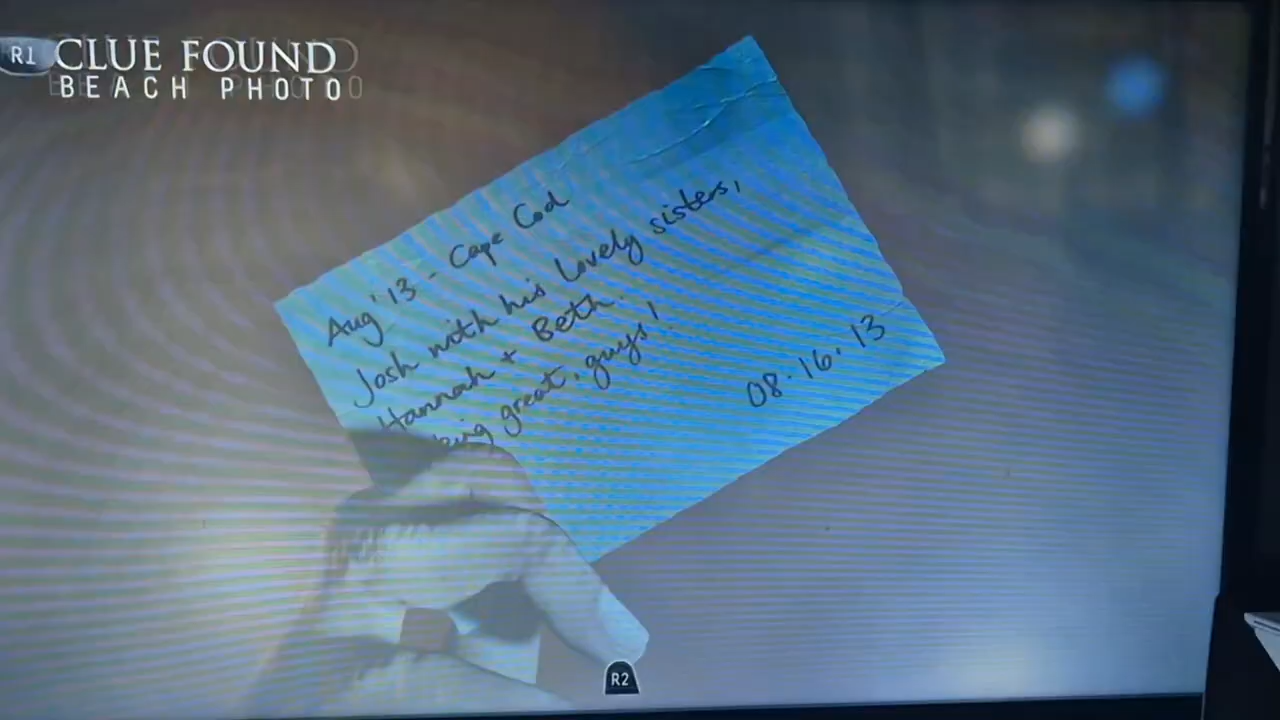 R1 CLUE FOUND
BEACH PHOTO
Aug '13 - Cape Cod
Josh with his lovely sisters,
Hannah + Beth.
great, guys!
08.16.13
R2